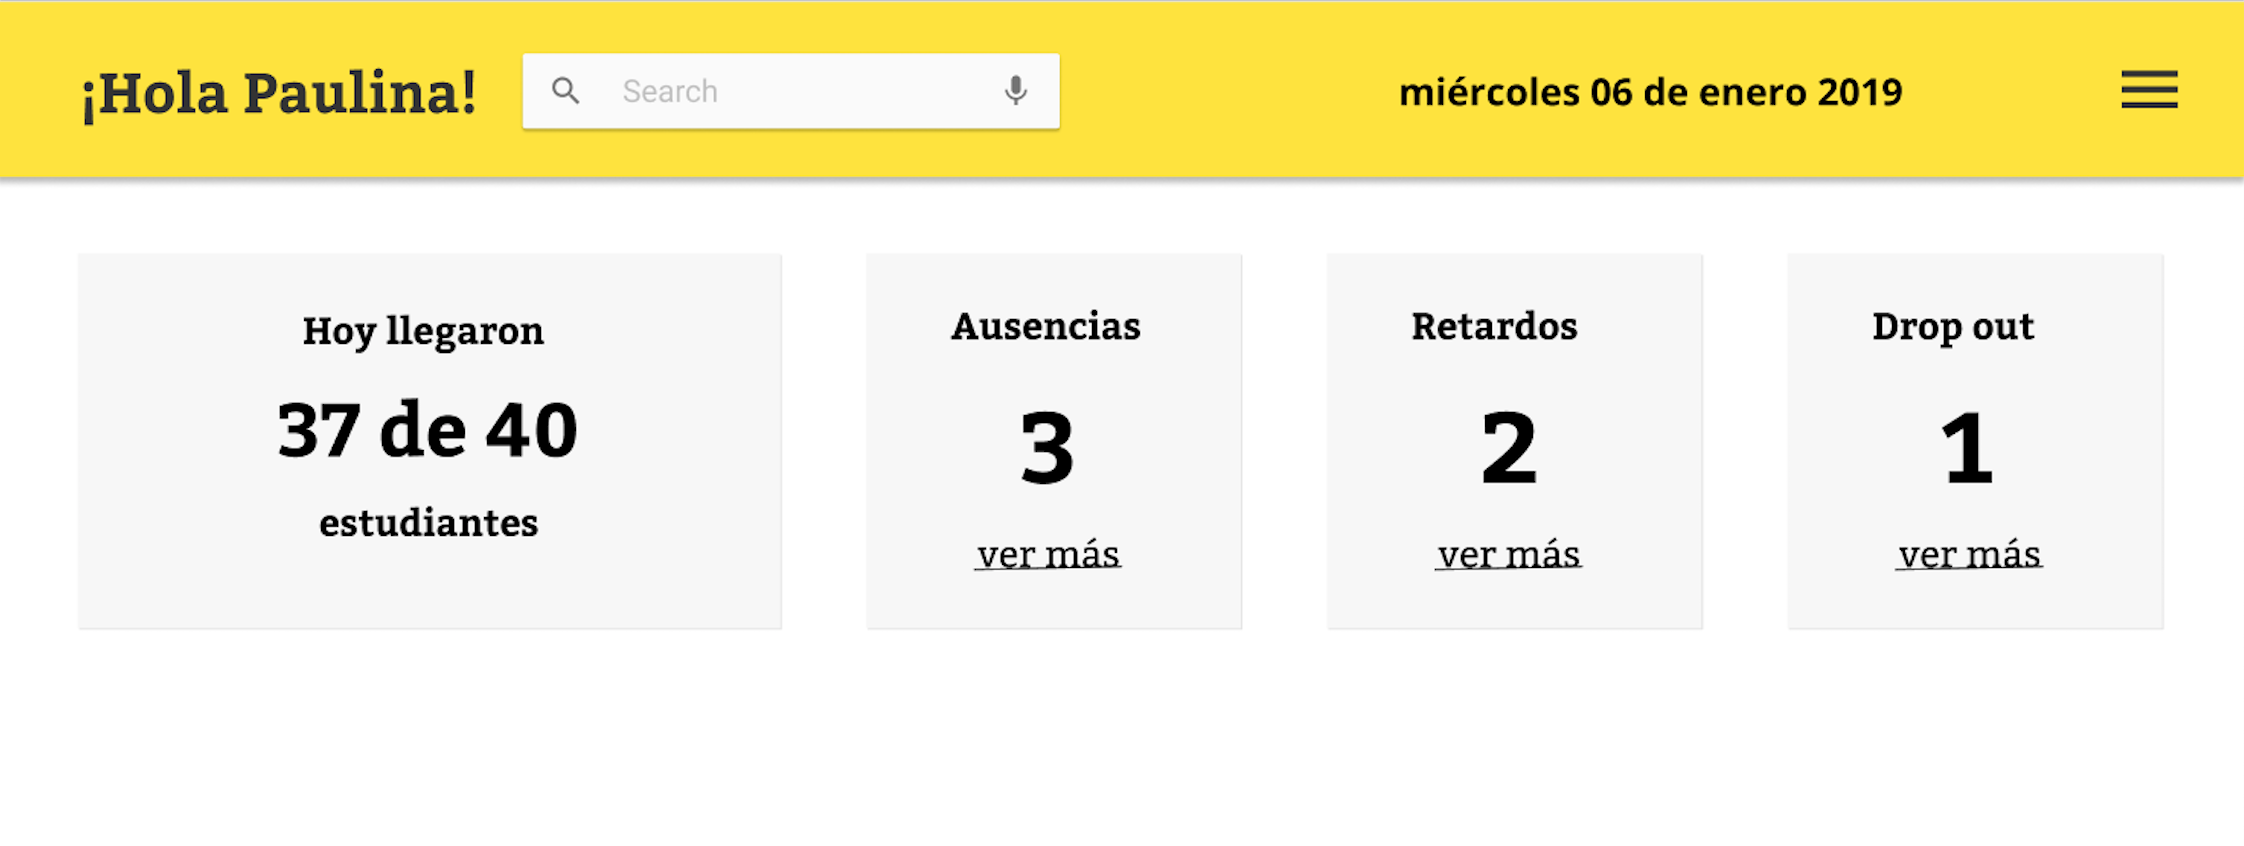 ¡Hola Paulina!
Search
miércoles 06 de enero 2019
Hoy llegaron
37 de 40
estudiantes
Ausencias
3
ver más
Retardos
2
ver más
Drop out
1
ver más